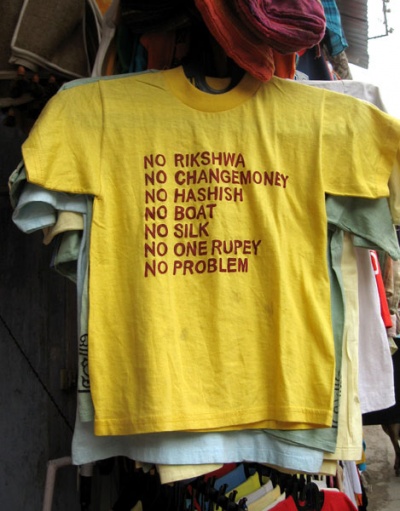 NO RIKSHWA
NO CHANGEMONEY
NO HASHISH
NO BOAT
NO SILK
NO ONE RUPEY
NO PROBLEM